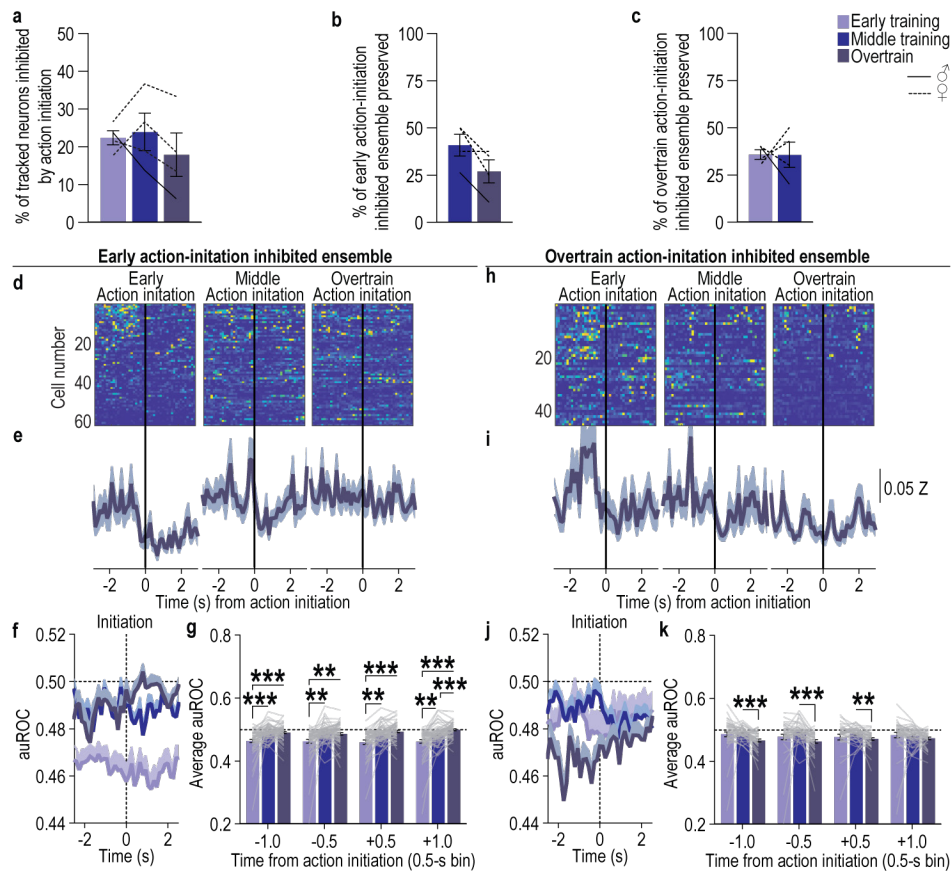 a
b
c
Early training
Middle training
Overtrain
♂
♀
% of tracked neurons inhibited
by action initiation
50
40
30
20
10
0
% of early action-initiation
inhibited ensemble preserved
100
75
50
25
0
% of overtrain action-initiation
inhibited ensemble preserved
100
75
50
25
0
Early action-initation inhibited ensemble
Overtrain action-initiation inhibited ensemble
d
Early
Action initation
Middle
Action initation
Overtrain
Action initation
Cell number
20
40
60
h
Early
Action initation
Middle
Action initation
Overtrain
Action initation
20
40
e
-2 0 2 -2 0 2 -2 0 2
Time (s) from action initiation
i
0.05 Z
-2 0 2 -2 0 2 -2 0 2
Time (s) from action initiation
f
Initiation
auROC
0.52
0.50
0.48
0.46
0.44
-2 0 2
Time (s)
g
Average auROC
0.8
0.6
0.4
0.2
*** *** ** ** *** ** *** ** ***
-1.0 -0.5 +0.5 +1.0
Time from action initiation (0.5-s bin)
j
Initiation
auROC
0.52
0.50
0.48
0.46
0.44
-2 0 2
Time (s)
k
Average auROC
0.8
0.6
0.4
0.2
*** *** **
-1.0 -0.5 +0.5 +1.0
Time from action initiation (0.5-s bin)